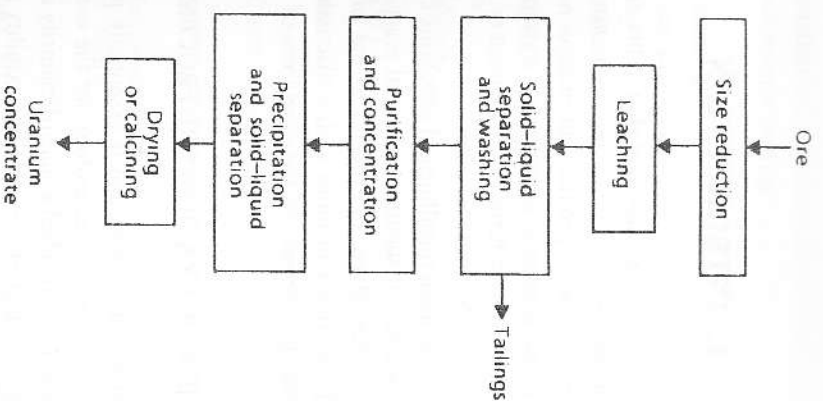 Ore
Size reduction
Leaching
Solid–liquid
separation
and washing
Tailings
Purification
and concentration
Precipitation
and solid–liquid
separation
Drying
or calcining
Uranium
concentrate